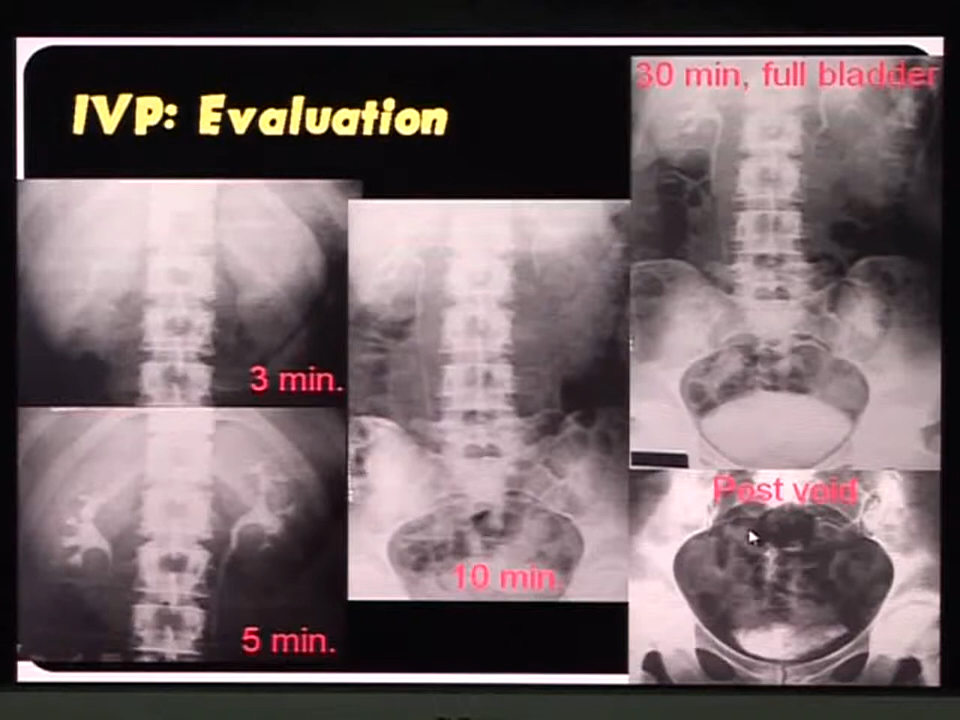 IVP: Evaluation
3 min.
5 min.
10 min.
30 min, full bladder
Post void